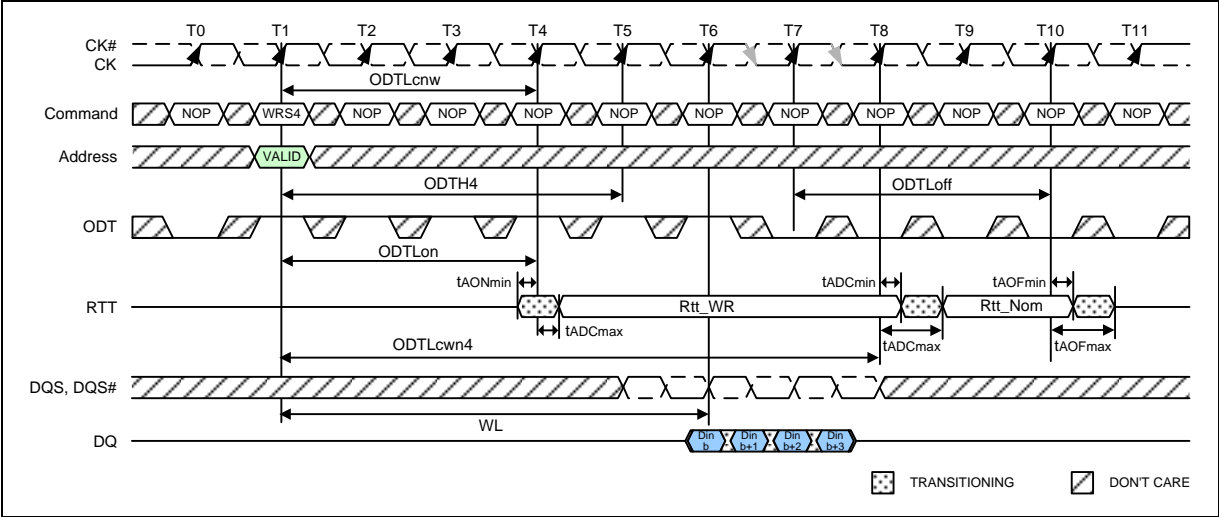 T0 T1 T2 T3 T4 T5 T6 T7 T8 T9 T10 T11
CK#
CK
ODTLcnw
Command NOP WRS4 NOP NOP NOP NOP NOP NOP NOP NOP NOP NOP
Address VALID
ODTH4 ODTLoff
ODT
ODTLon
tAONmin tADCmin tAOFmin
RTT Rtt_WR Rtt_Nom
tADCmax tADCmax tAOFmax
ODTLcwn4
DQS, DQS#
WL
DQ Din b Din b+1 Din b+2 Din b+3
TRANSITIONING DON'T CARE